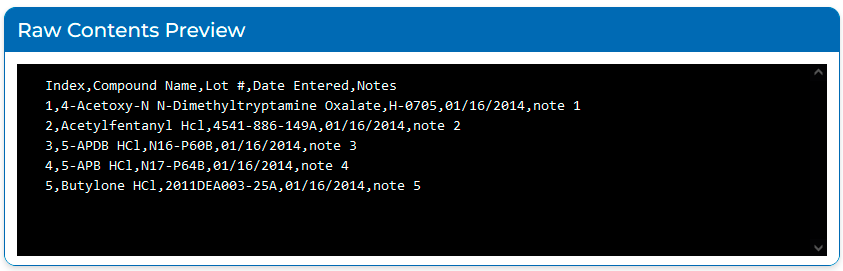 Raw Contents Preview
Index,Compound Name,Lot #,Date Entered,Notes
1,4-Acetoxy-N N-Dimethyltryptamine Oxalate,H-0705,01/16/2014,note 1
2,Acetylfentanyl Hcl,4541-886-149A,01/16/2014,note 2
3,5-APDB HCl,N16-P60B,01/16/2014,note 3
4,5-APB HCl,N17-P64B,01/16/2014,note 4
5,Butylone HCl,2011DEA003-25A,01/16/2014,note 5